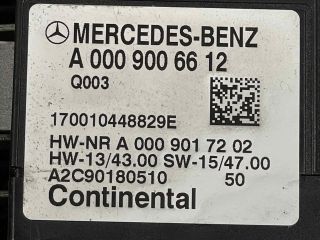 MERCEDES-BENZ
A 000 900 66 12
Q003
170010448829E
HW-NR A 000 901 72 02
HW-13/43.00 SW-15/47.00
A2C90180510 50
Continental